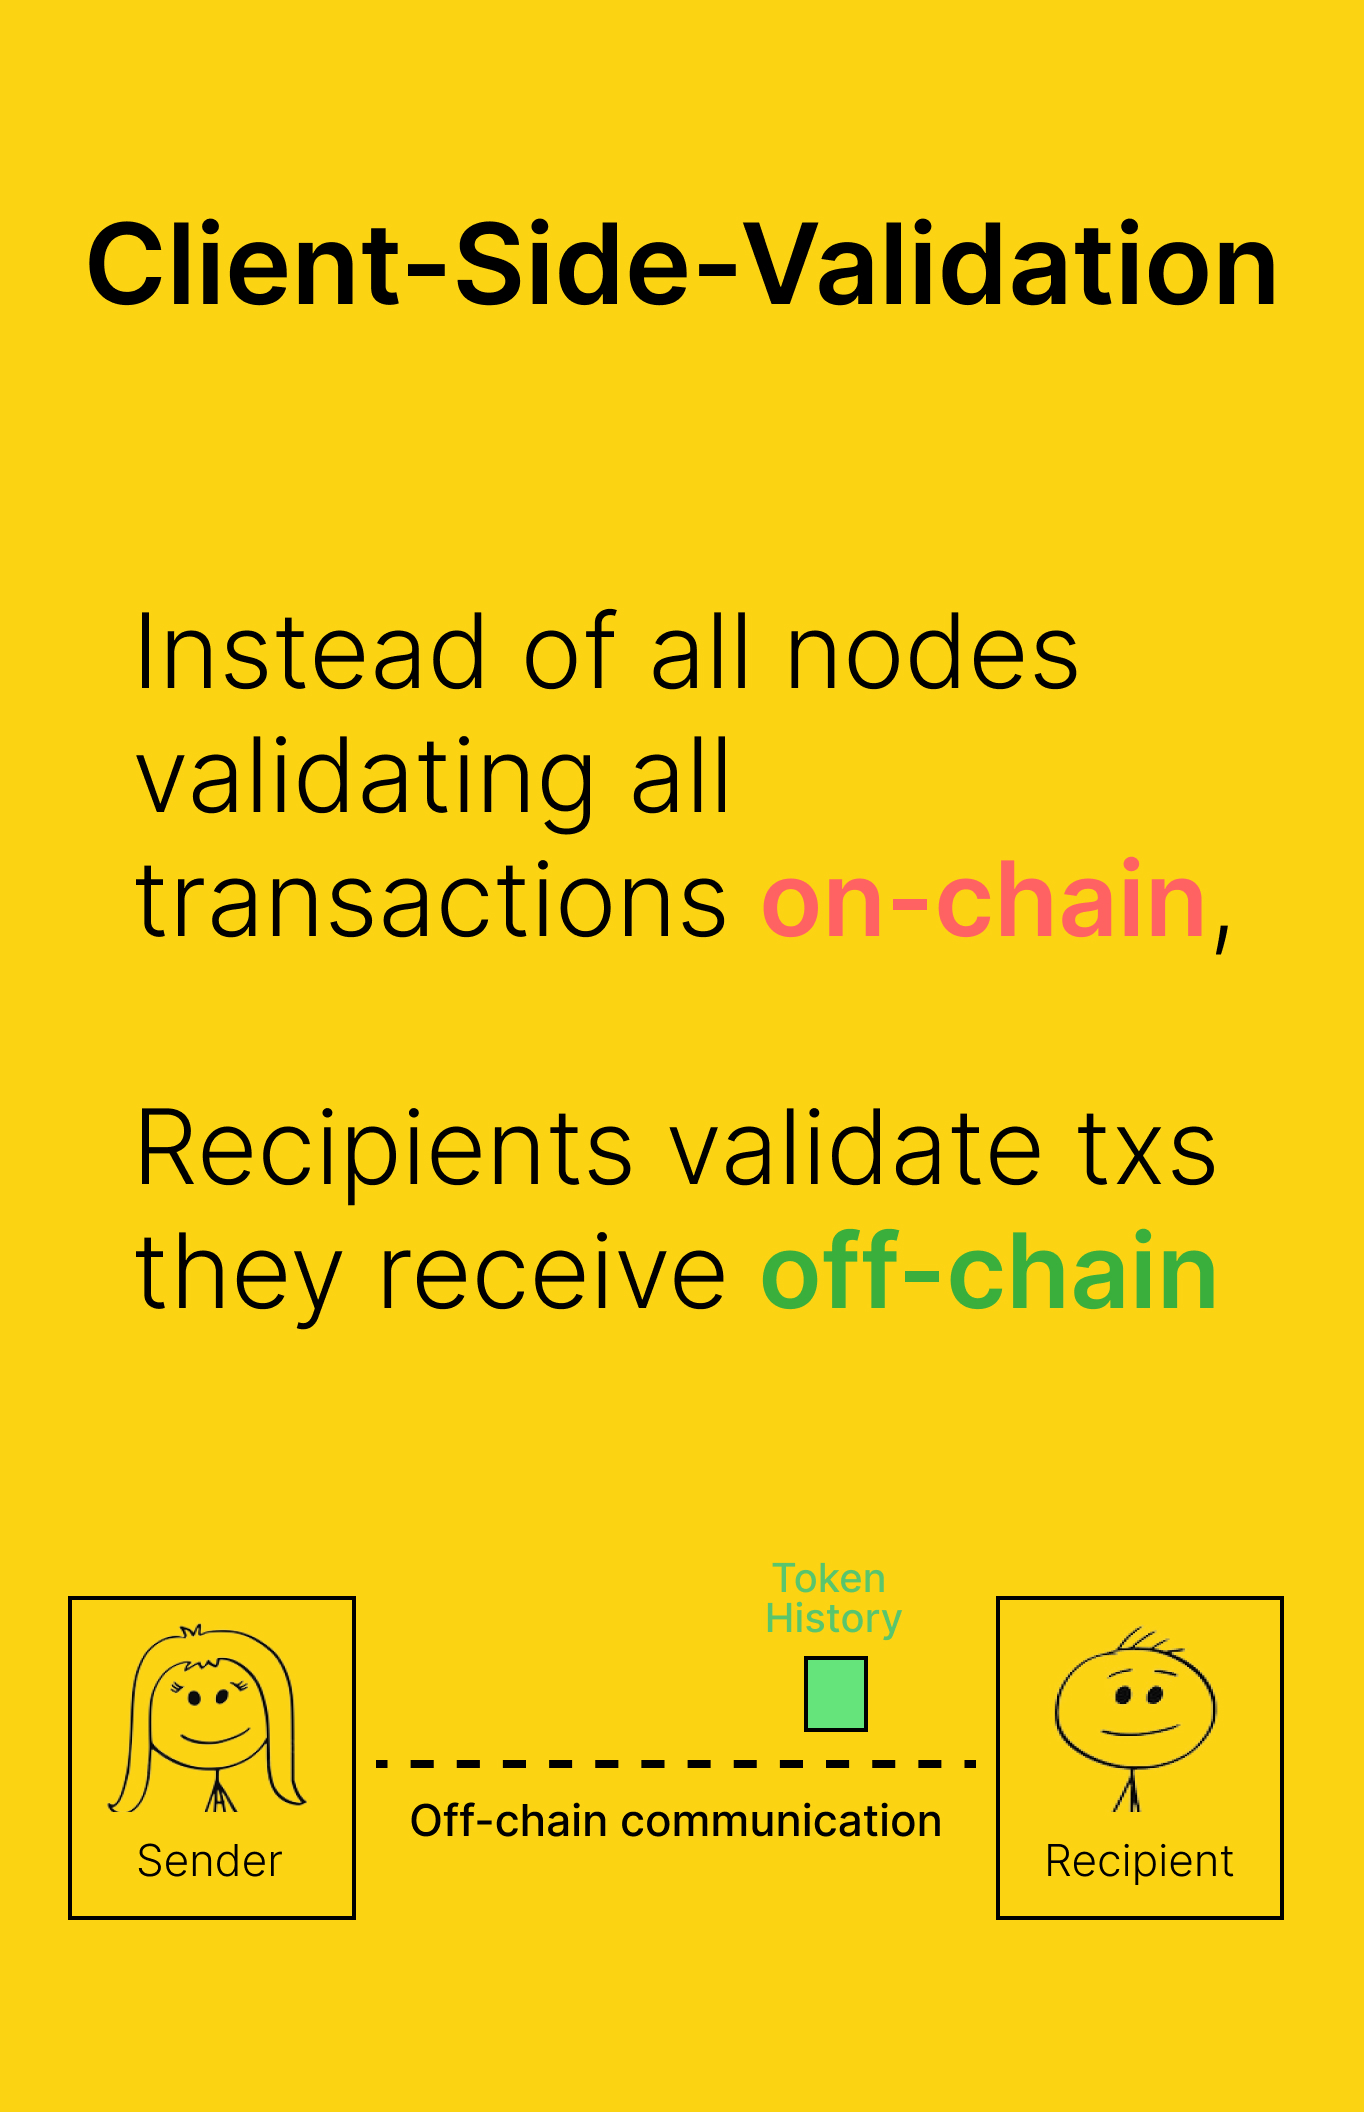 Client-Side-Validation
Instead of all nodes
validating all
transactions on-chain,
Recipients validate txs
they receive off-chain
Token
History
Off-chain communication
Sender
Recipient